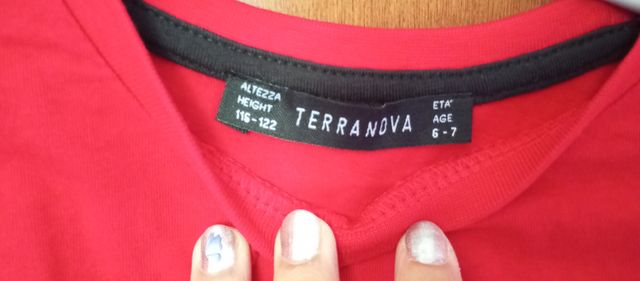 ALTEZZA
HEIGHT
116-122
TERRANOVA
ETA'
AGE
6-7